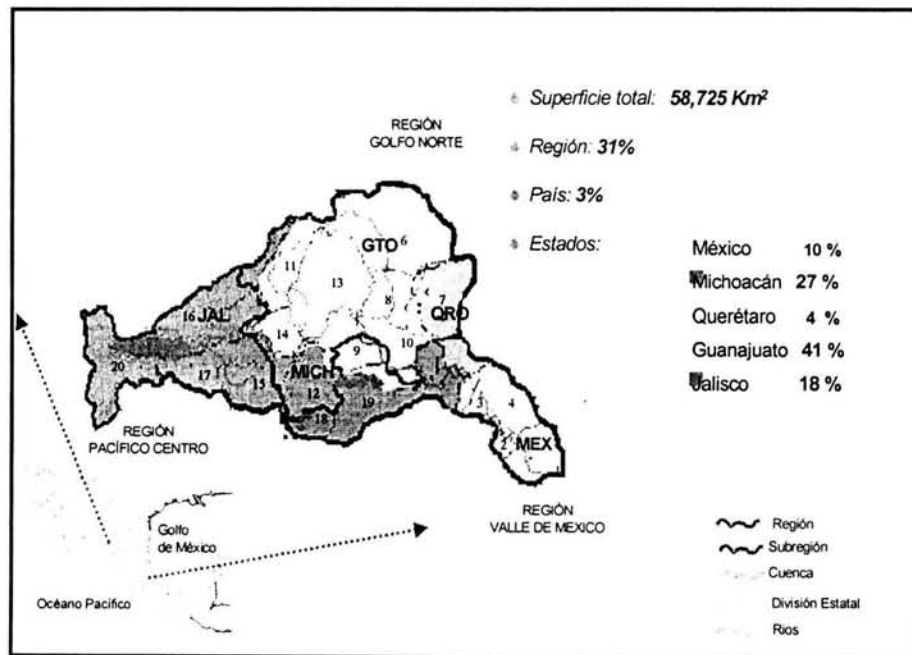 Superficie total: 58,725 Km²
REGIÓN
GOLFO NORTE
Región: 31%
País: 3%
Estados:
México 10 %
Michoacán 27 %
Querétaro 4 %
Guanajuato 41 %
Jalisco 18 %
GTO
6
11
13
8
7
QRO
16
JAL
14
10
9
20
17
15
MICH
12
19
18
3
4
2
MEX
REGIÓN
PACÍFICO CENTRO
REGIÓN
VALLE DE MEXICO
Golfo
de México
Océano Pacífico
Región
Subregión
Cuenca
División Estatal
Rios